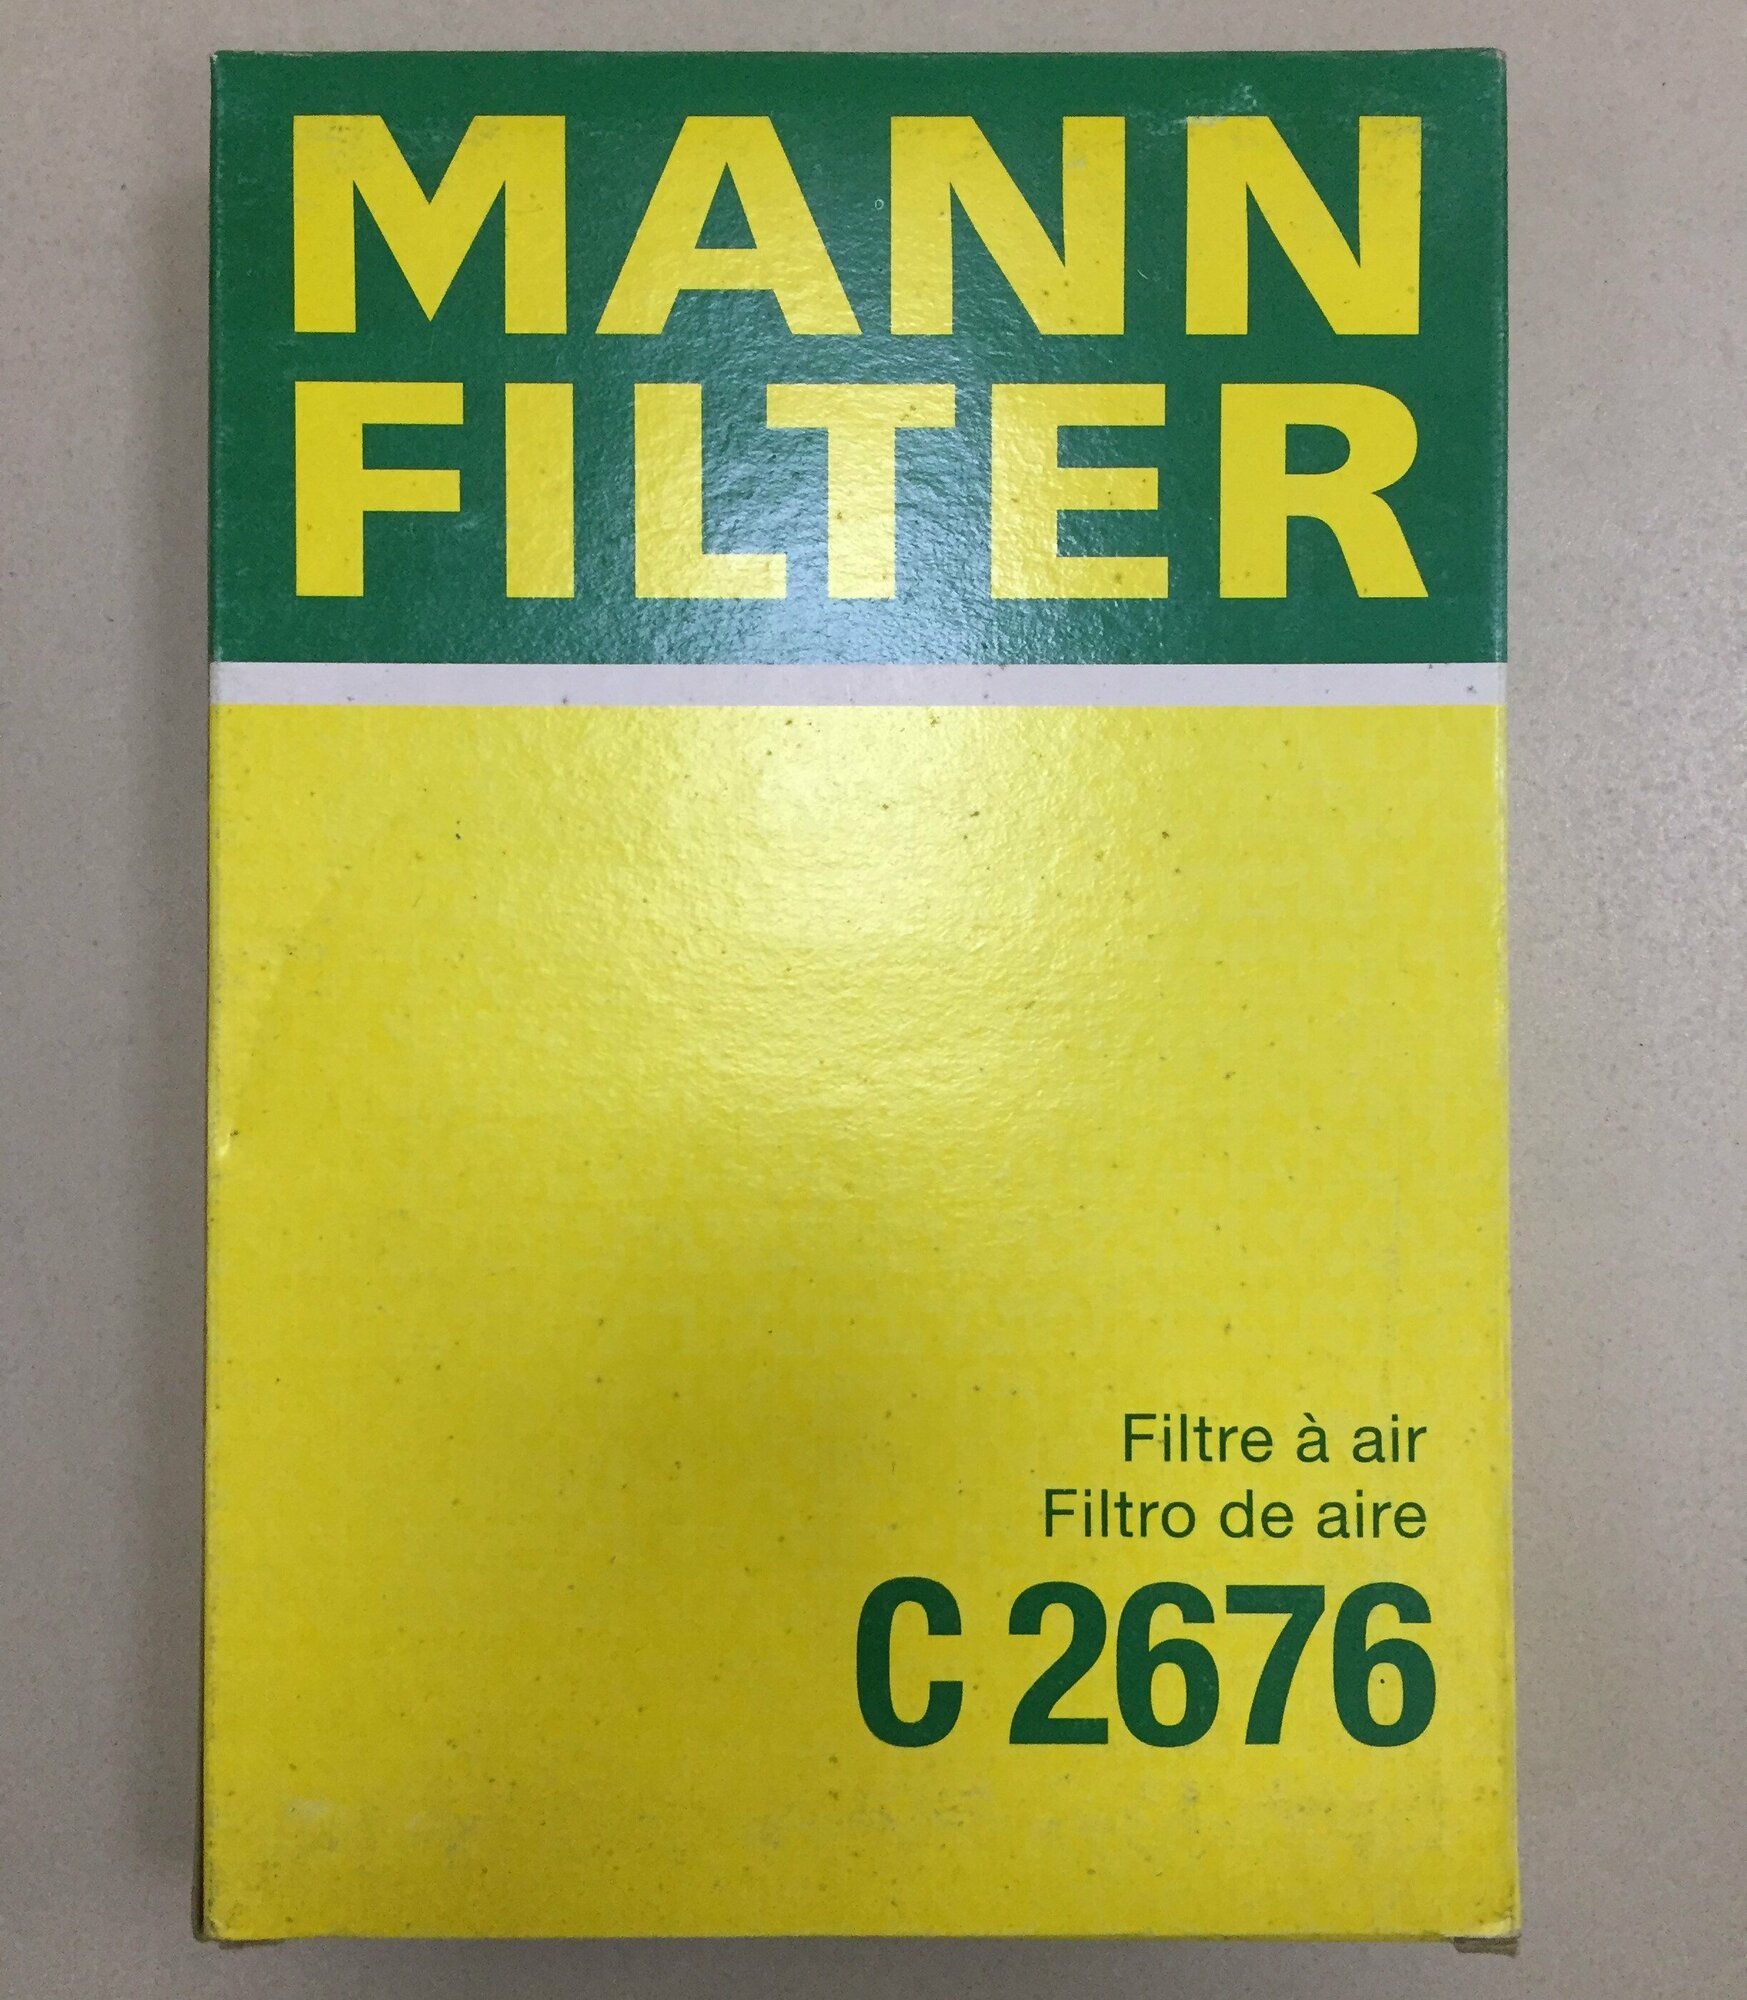 MANN
FILTER
Filtre à air
Filtro de aire
C 2676